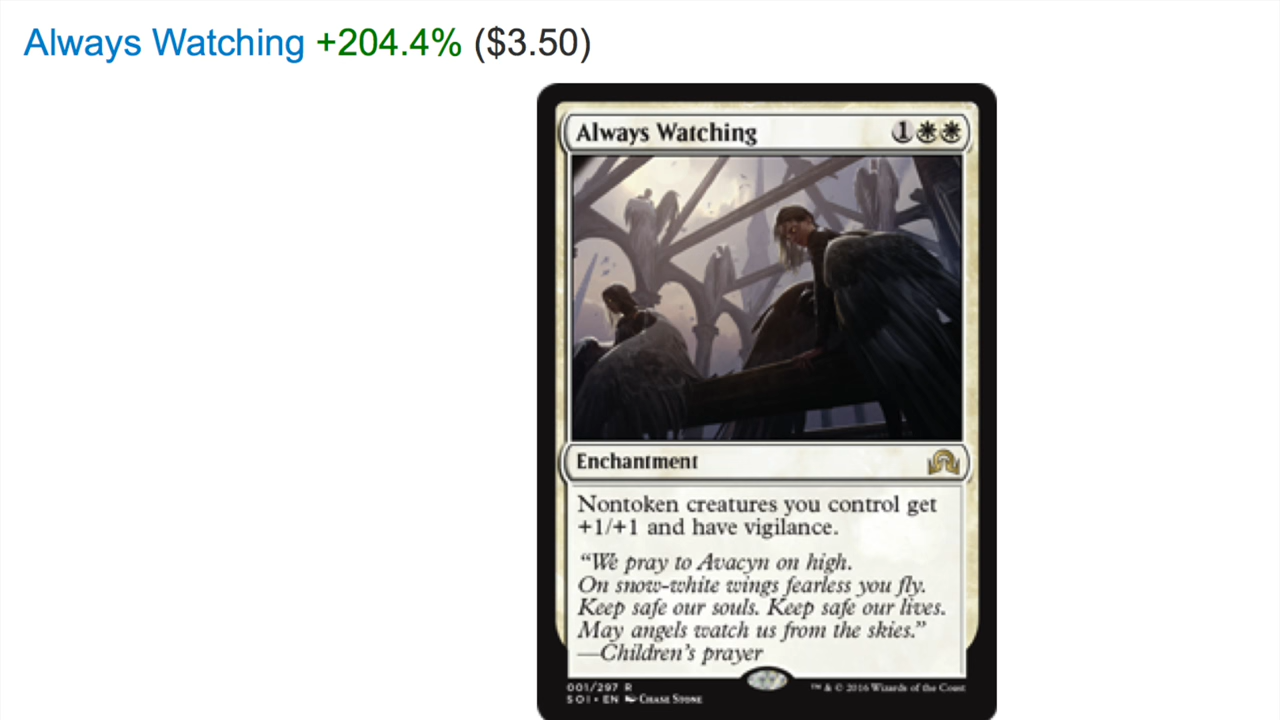 Always Watching +204.4% ($3.50)
Always Watching 1
Enchantment
Nontoken creatures you control get
+1/+1 and have vigilance.
“We pray to Avacyn on high.
On snow-white wings fearless you fly.
Keep safe our souls. Keep safe our lives.
May angels watch us from the skies.”
—Children’s prayer
001/297 R
SOI • EN Chase Stone
™ & © 2016 Wizards of the Coast